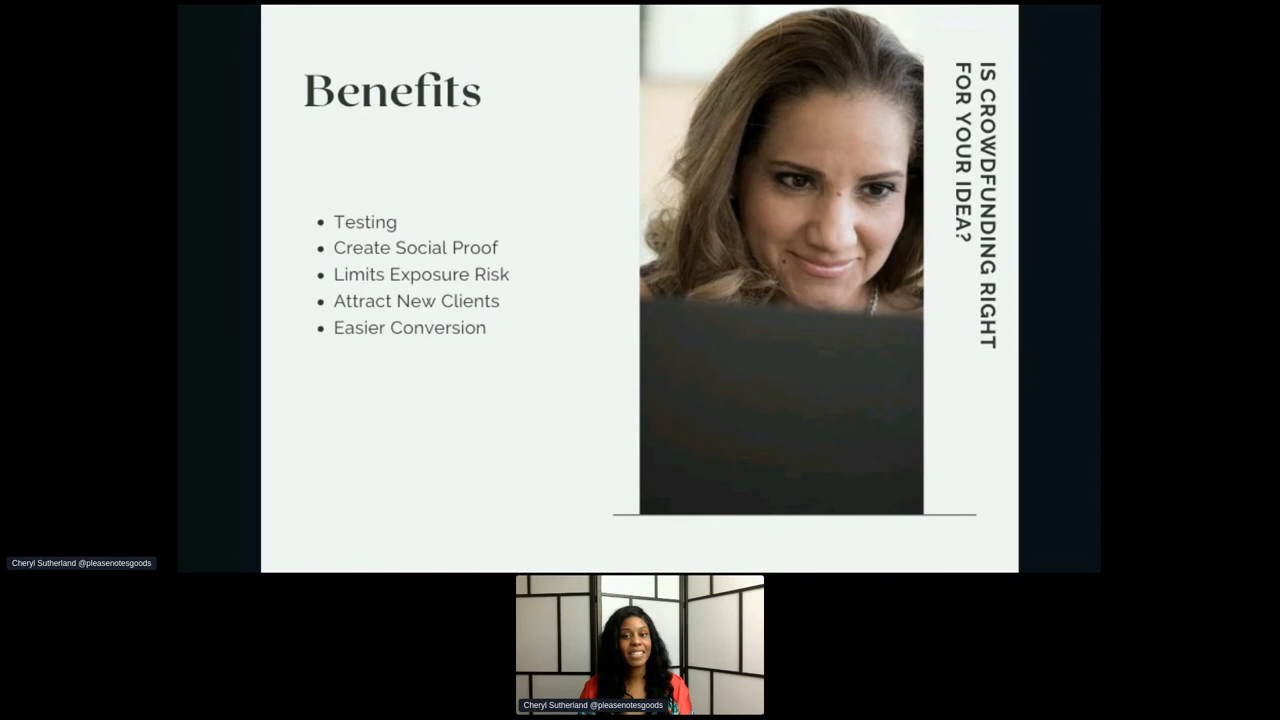 Benefits
Testing
Create Social Proof
Limits Exposure Risk
Attract New Clients
Easier Conversion
IS CROWDFUNDING RIGHT
FOR YOUR IDEA?
Cheryl Sutherland @pleasenotesgoods
Cheryl Sutherland @pleasenotesgoods